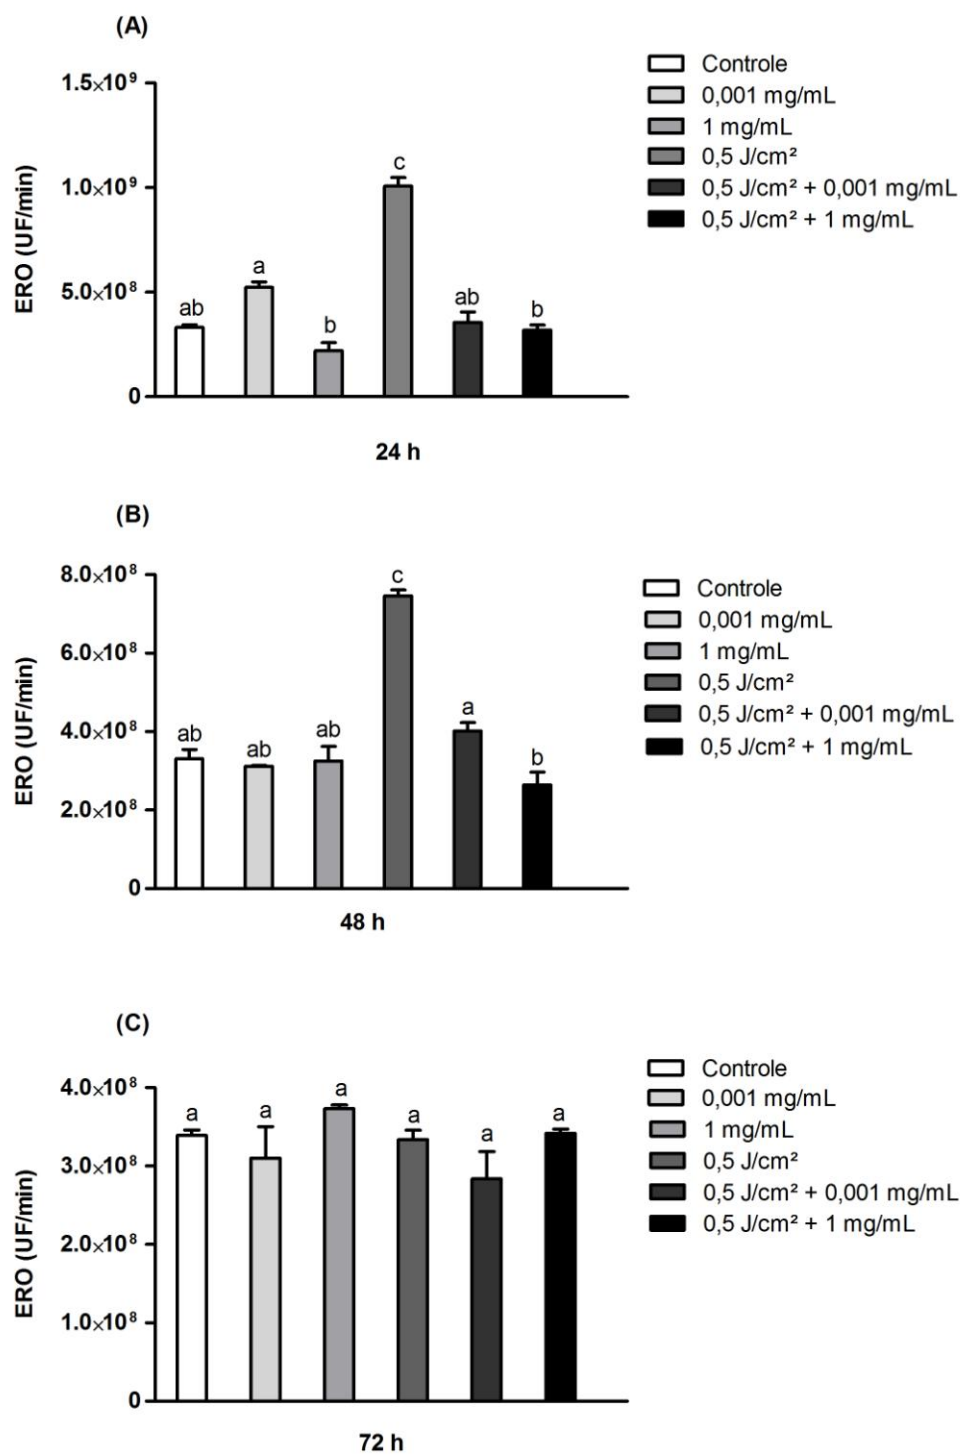 (A)
ERO (UF/min)
1.5×10⁹
1.0×10⁹
5.0×10⁸
0
ab
a
b
c
ab
b
24 h
Controle
0,001 mg/mL
1 mg/mL
0,5 J/cm²
0,5 J/cm² + 0,001 mg/mL
0,5 J/cm² + 1 mg/mL
(B)
ERO (UF/min)
8.0×10⁸
6.0×10⁸
4.0×10⁸
2.0×10⁸
0
ab
ab
ab
c
a
b
48 h
Controle
0,001 mg/mL
1 mg/mL
0,5 J/cm²
0,5 J/cm² + 0,001 mg/mL
0,5 J/cm² + 1 mg/mL
(C)
ERO (UF/min)
4.0×10⁸
3.0×10⁸
2.0×10⁸
1.0×10⁸
0
a
a
a
a
a
a
72 h
Controle
0,001 mg/mL
1 mg/mL
0,5 J/cm²
0,5 J/cm² + 0,001 mg/mL
0,5 J/cm² + 1 mg/mL